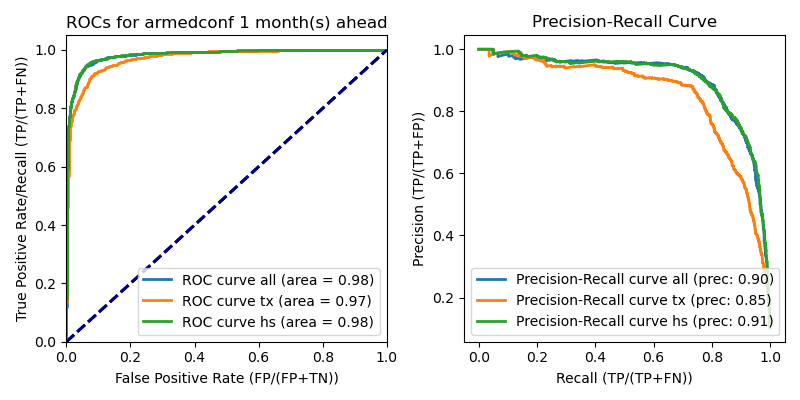 ROCs for armedconf 1 month(s) ahead
True Positive Rate/Recall (TP/(TP+FN))
1.0
0.8
0.6
0.4
0.2
0.0
ROC curve all (area = 0.98)
ROC curve tx (area = 0.97)
ROC curve hs (area = 0.98)
0.0 0.2 0.4 0.6 0.8 1.0
False Positive Rate (FP/(FP+TN))
Precision-Recall Curve
Precision (TP/(TP+FP))
1.0
0.8
0.6
0.4
0.2
Precision-Recall curve all (prec: 0.90)
Precision-Recall curve tx (prec: 0.85)
Precision-Recall curve hs (prec: 0.91)
0.0 0.2 0.4 0.6 0.8 1.0
Recall (TP/(TP+FN))